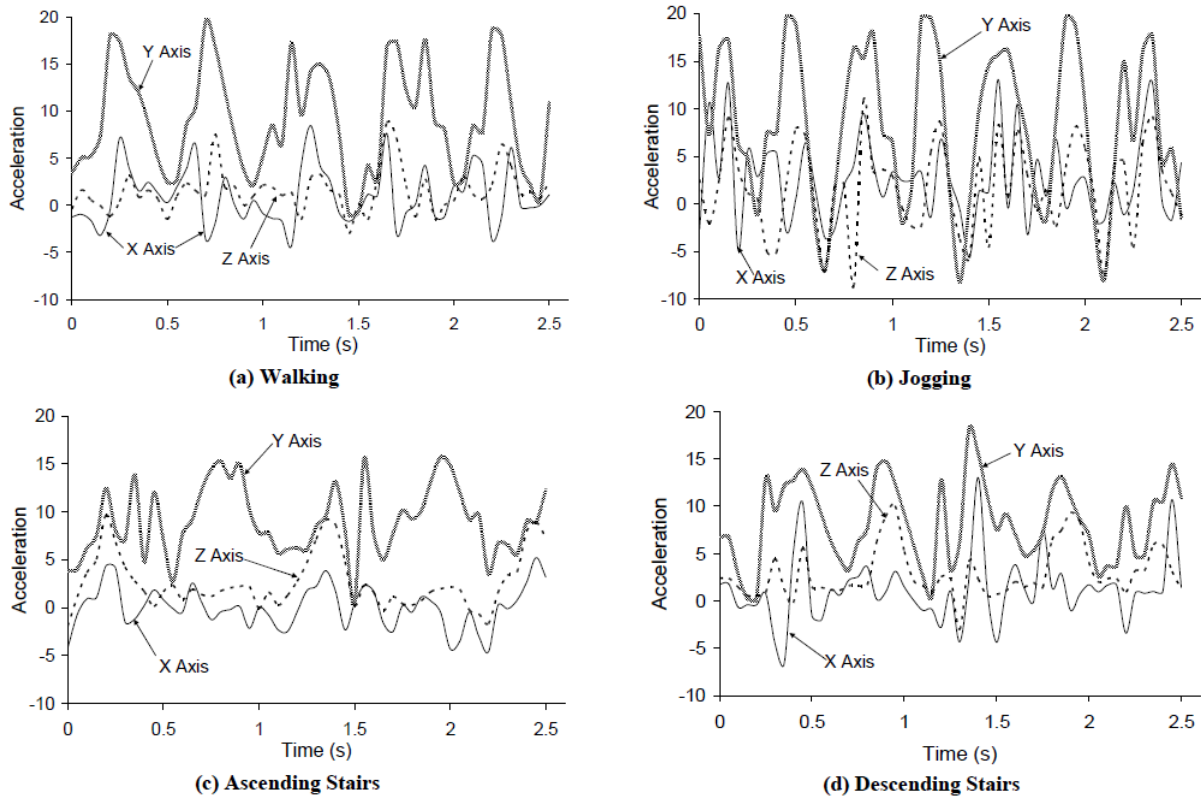 20
15
10
5
0
-5
-10
Acceleration
Y Axis
X Axis
Z Axis
0 0.5 1 1.5 2 2.5
Time (s)
(a) Walking
20
15
10
5
0
-5
-10
Acceleration
Y Axis
X Axis
Z Axis
0 0.5 1 1.5 2 2.5
Time (s)
(b) Jogging
20
15
10
5
0
-5
-10
Acceleration
Y Axis
Z Axis
X Axis
0 0.5 1 1.5 2 2.5
Time (s)
(c) Ascending Stairs
20
15
10
5
0
-5
-10
Acceleration
Y Axis
Z Axis
X Axis
0 0.5 1 1.5 2 2.5
Time (s)
(d) Descending Stairs